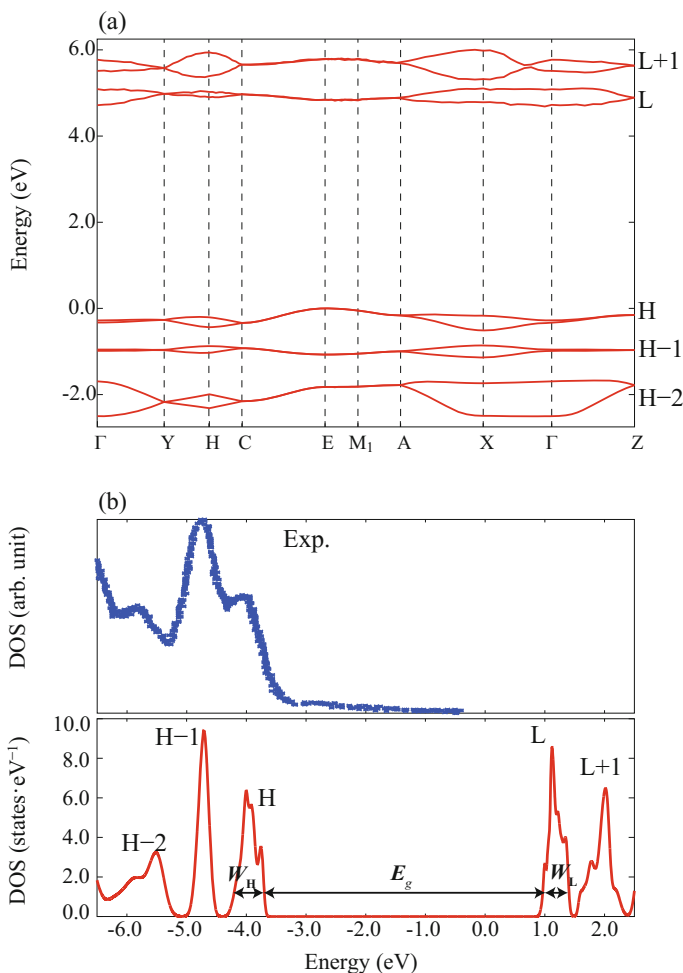 (a)
6.0
4.0
2.0
0.0
-2.0
Energy (eV)
L+1
L
H
H−1
H−2
Γ Y H C E M₁ A X Γ Z
(b)
Exp.
DOS (arb. unit)
10.0
8.0
6.0
4.0
2.0
0.0
DOS (states·eV⁻¹)
H−2
H−1
H
L
L+1
W_H
E_g
W_L
-6.0 -5.0 -4.0 -3.0 -2.0 -1.0 0.0 1.0 2.0
Energy (eV)